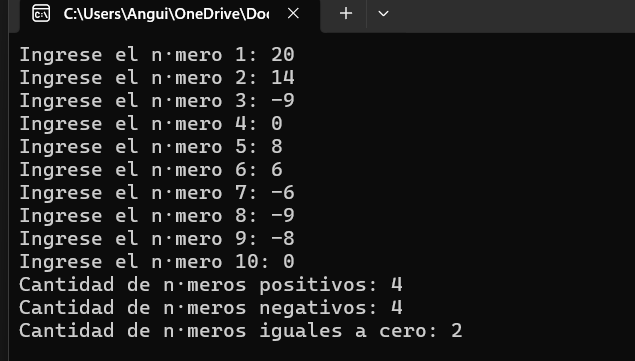 C:\Users\Angui\OneDrive\Doc
Ingrese el n·mero 1: 20
Ingrese el n·mero 2: 14
Ingrese el n·mero 3: -9
Ingrese el n·mero 4: 0
Ingrese el n·mero 5: 8
Ingrese el n·mero 6: 6
Ingrese el n·mero 7: -6
Ingrese el n·mero 8: -9
Ingrese el n·mero 9: -8
Ingrese el n·mero 10: 0
Cantidad de n·meros positivos: 4
Cantidad de n·meros negativos: 4
Cantidad de n·meros iguales a cero: 2